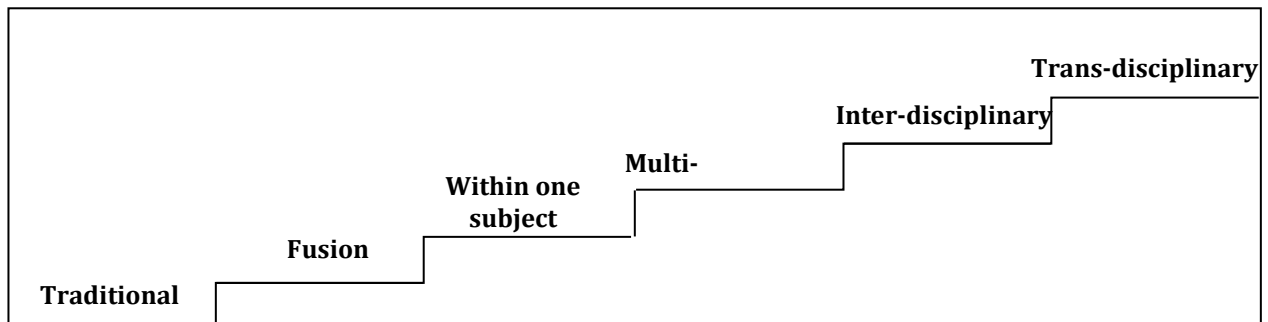 Traditional
Fusion
Within one
subject
Multi-
Inter-disciplinary
Trans-disciplinary